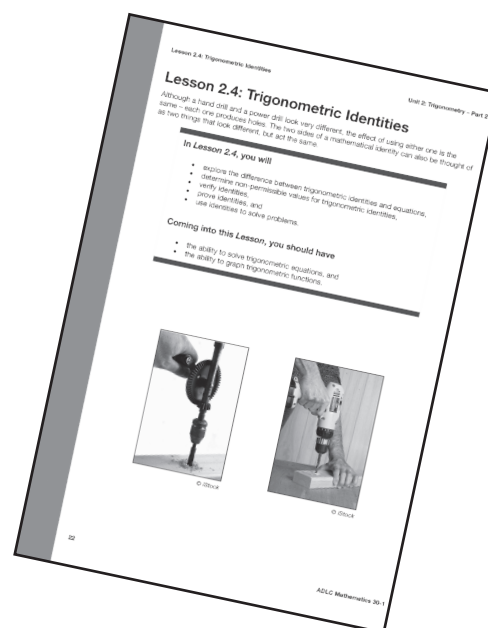 Lesson 2.4: Trigonometric Identities
Unit 2: Trigonometry – Part 2
Lesson 2.4: Trigonometric Identities
Although a hand drill and a power drill look very different, the effect of using either one is the
same – each one produces holes. The two sides of a mathematical identity can also be thought of
as two things that look different, but act the same.
In Lesson 2.4, you will
• explore the difference between trigonometric identities and equations,
• determine non-permissible values for trigonometric identities,
• verify identities,
• prove identities, and
• use identities to solve problems.
Coming into this Lesson, you should have
• the ability to solve trigonometric equations, and
• the ability to graph trigonometric functions.
© iStock
© iStock
22
ADLC Mathematics 30-1